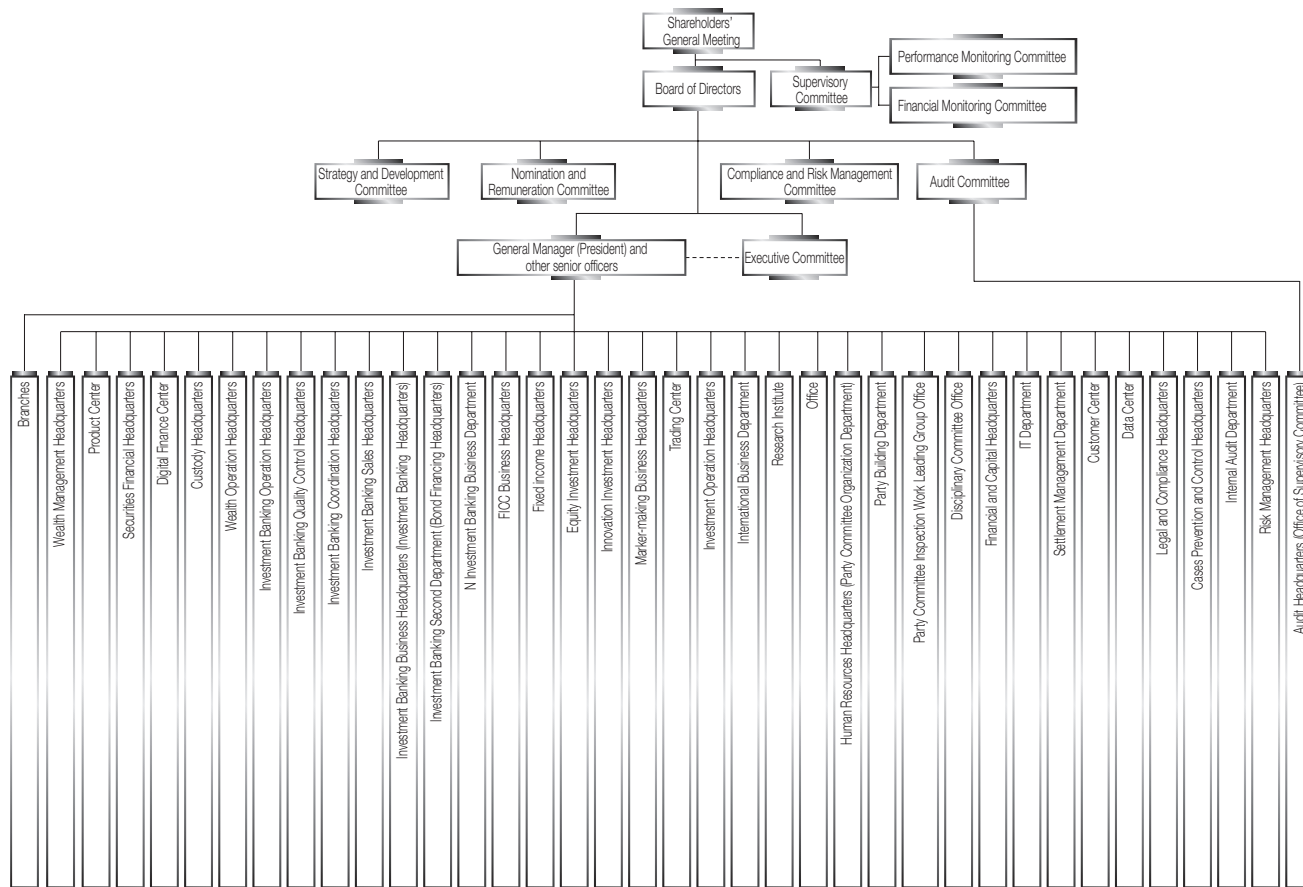 Shareholders'
General Meeting
Performance Monitoring Committee
Board of Directors
Supervisory
Committee
Financial Monitoring Committee
Strategy and Development
Committee
Nomination and
Remuneration Committee
Compliance and Risk Management
Committee
Audit Committee
General Manager (President) and
other senior officers
Executive Committee
Branches
Wealth Management Headquarters
Product Center
Securities Financial Headquarters
Digital Finance Center
Custody Headquarters
Wealth Operation Headquarters
Investment Banking Operation Headquarters
Investment Banking Quality Control Headquarters
Investment Banking Coordination Headquarters
Investment Banking Sales Headquarters
Investment Banking Business Headquarters (Investment Banking Headquarters)
Investment Banking Second Department (Bond Financing Headquarters)
N Investment Banking Business Department
FICC Business Headquarters
Fixed income Headquarters
Equity Investment Headquarters
Innovation Investment Headquarters
Marker-making Business Headquarters
Trading Center
Investment Operation Headquarters
International Business Department
Research Institute
Office
Human Resources Headquarters (Party Committee Organization Department)
Party Building Department
Party Committee Inspection Work Leading Group Office
Disciplinary Committee Office
Financial and Capital Headquarters
IT Department
Settlement Management Department
Customer Center
Data Center
Legal and Compliance Headquarters
Cases Prevention and Control Headquarters
Internal Audit Department
Risk Management Headquarters
Audit Headquarters (Office of Supervisory Committee)